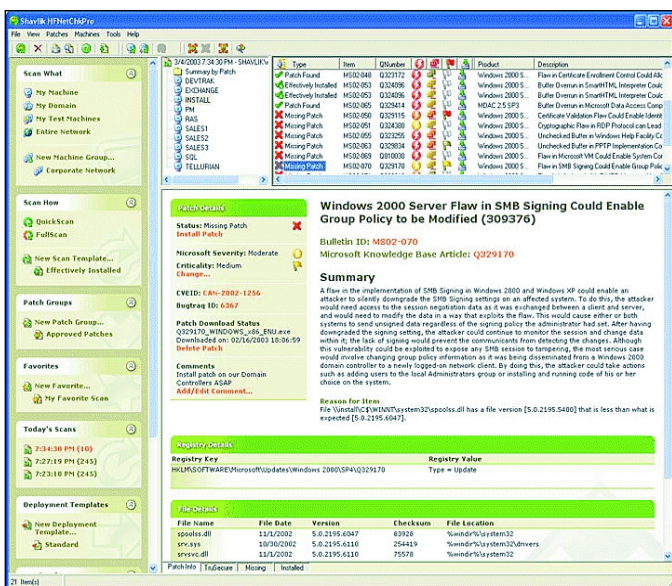 Shavlik HFNetChkPro
File View Patches Machines Tools Help
Scan What
My Machine
My Domain
My Test Machines
Entire Network
New Machine Group...
Corporate Network
Scan How
QuickScan
FullScan
New Scan Template...
Effectively Installed
Patch Groups
New Patch Group...
Approved Patches
Favorites
New Favorite...
My Favorite Scan
Today's Scans
7:34:30 PM (10)
7:27:19 PM (245)
7:23:18 PM (245)
Deployment Templates
New Deployment
Template...
Standard
3/4/2003 7:34:30 PM - SHAVLIK\
Summary by Patch
DEVTRAK
EXCHANGE
INSTALL
PM
RAS
SALES1
SALES2
SALES3
SQL
TELLURIAN
Type Item QNumber Product Description
Patch Found MS02-048 Q323172 Windows 2000 S... Flaw in Certificate Enrollment Control Could Allo
Effectively Installed MS02-053 Q324096 Windows 2000 S... Buffer Overrun in SmartHTML Interpreter Coulc
Effectively Installed MS02-053 Q324096 Windows 2000 S... Buffer Overrun in SmartHTML Interpreter Coulc
Patch Found MS02-065 Q329414 MDAC 2.5 SP3 Buffer Overrun in Microsoft Data Access Comp
Missing Patch MS02-050 Q329115 Windows 2000 S... Certificate Validation Flaw Could Enable Identit
Missing Patch MS02-051 Q324380 Windows 2000 S... Cryptographic Flaw in RDP Protocol can Lead
Missing Patch MS02-055 Q323255 Windows 2000 S... Unchecked Buffer in Windows Help Facility Co
Missing Patch MS02-063 Q329834 Windows 2000 S... Unchecked Buffer in PPTP Implementation Co
Missing Patch MS02-069 Q810030 Windows 2000 S... Flaw in Microsoft VM Could Enable System Cor
Missing Patch MS02-070 Q329170 Windows 2000 S... Flaw in SMB Signing Could Enable Group Polic
Patch Details
Status: Missing Patch
Install Patch
Microsoft Severity: Moderate
Criticality: Medium
Change...
CVEID: CAN-2002-1256
Bugtraq ID: 6367
Patch Download Status
Q329170_WINDOWS_x86_ENU.exe
Downloaded on: 02/16/2003 18:06:59
Delete Patch
Comments
Install patch on our Domain
Controllers ASAP
Add/Edit Comment...
Windows 2000 Server Flaw in SMB Signing Could Enable
Group Policy to be Modified (309376)
Bulletin ID: MS02-070
Microsoft Knowledge Base Article: Q329170
Summary
A flaw in the implementation of SMB Signing in Windows 2000 and Windows XP could enable an
attacker to silently downgrade the SMB Signing settings on an affected system. To do this, the attacker
would need access to the session negotiation data as it was exchanged between a client and server,
and would need to modify the data in a way that exploits the flaw. This would cause either or both
systems to send unsigned data regardless of the signing policy the administrator had set. After having
downgraded the signing setting, the attacker could continue to monitor the session and change data
within it; the lack of signing would prevent the communicants from detecting the changes. Although
this vulnerability could be exploited to expose any SMB session to tampering, the most serious case
would involve changing group policy information as it was being disseminated from a Windows 2000
domain controller to a newly logged-on network client. By doing this, the attacker could take actions
such as adding users to the local Administrators group or installing and running code of his or her
choice on the system.
Reason for Item
File \\install\C$\WINNT\system32\spoolss.dll has a file version [5.0.2195.5400] that is less than what is
expected [5.0.2195.6047].
Registry Details
Registry Key Registry Value
HKLM\SOFTWARE\Microsoft\Updates\Windows 2000\SP4\Q329170 Type = Update
File Details
File Name File Date Version Checksum File Location
spoolss.dll 11/1/2002 5.0.2195.6047 83928 %windir%\system32
srv.sys 10/30/2002 5.0.2195.6110 254419 %windir%\system32\drivers
srvsvc.dll 11/1/2002 5.0.2195.6110 75578 %windir%\system32
Patch Info TruSecure Missing Installed
21 Item(s)